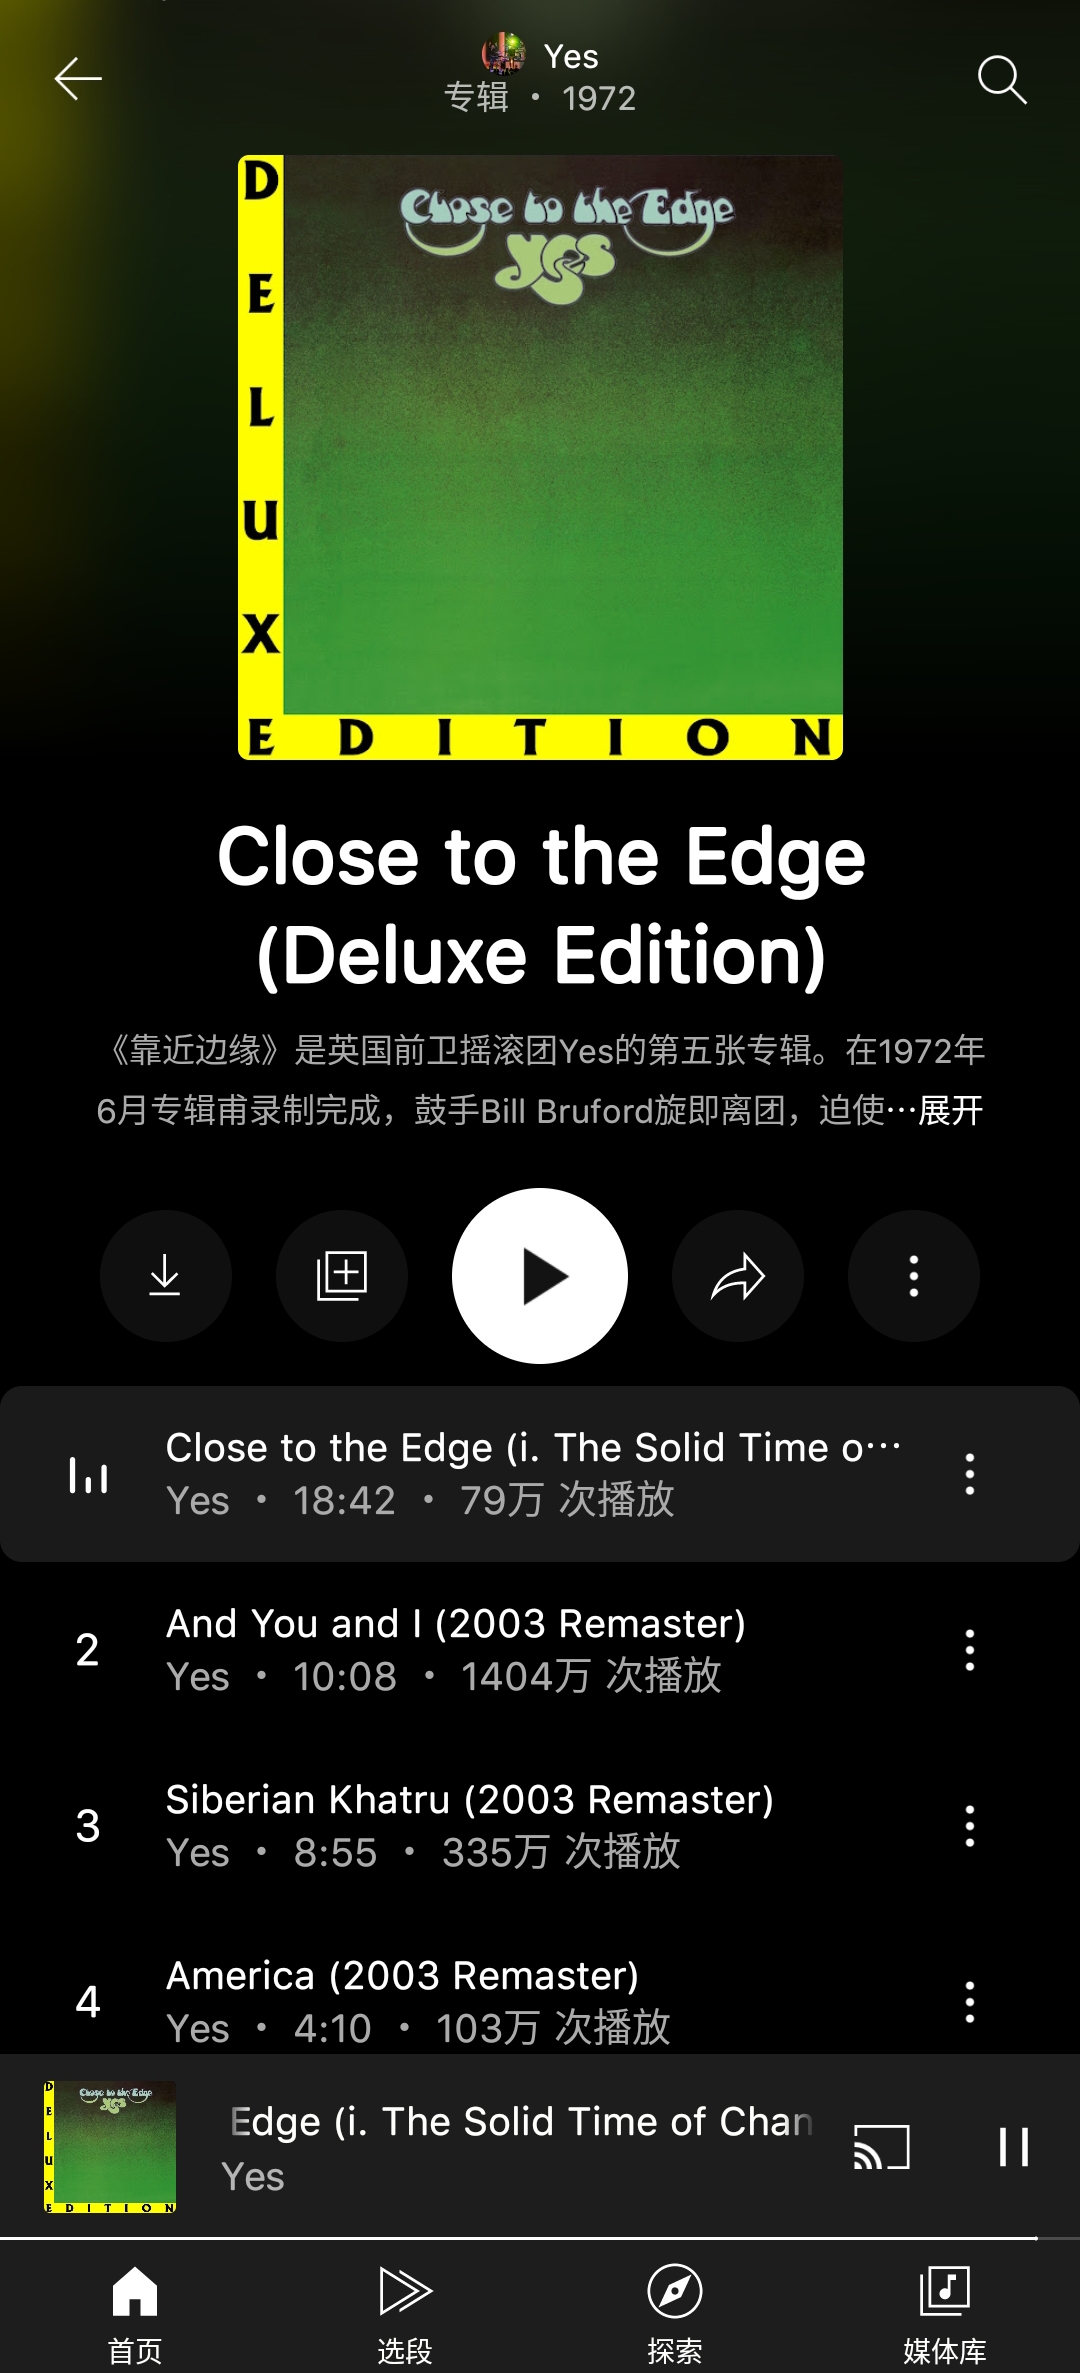 Yes
专辑 • 1972
Close to the Edge
yes
DELUXE EDITION
Close to the Edge
(Deluxe Edition)
《靠近边缘》是英国前卫摇滚团Yes的第五张专辑。在1972年
6月专辑甫录制完成，鼓手Bill Bruford旋即离团，迫使…展开
Close to the Edge (i. The Solid Time o…
Yes • 18:42 • 79万 次播放
2
And You and I (2003 Remaster)
Yes • 10:08 • 1404万 次播放
3
Siberian Khatru (2003 Remaster)
Yes • 8:55 • 335万 次播放
4
America (2003 Remaster)
Yes • 4:10 • 103万 次播放
Close to the Edge
yes
DELUXE EDITION
Edge (i. The Solid Time of Chan
Yes
首页 选段 探索 媒体库